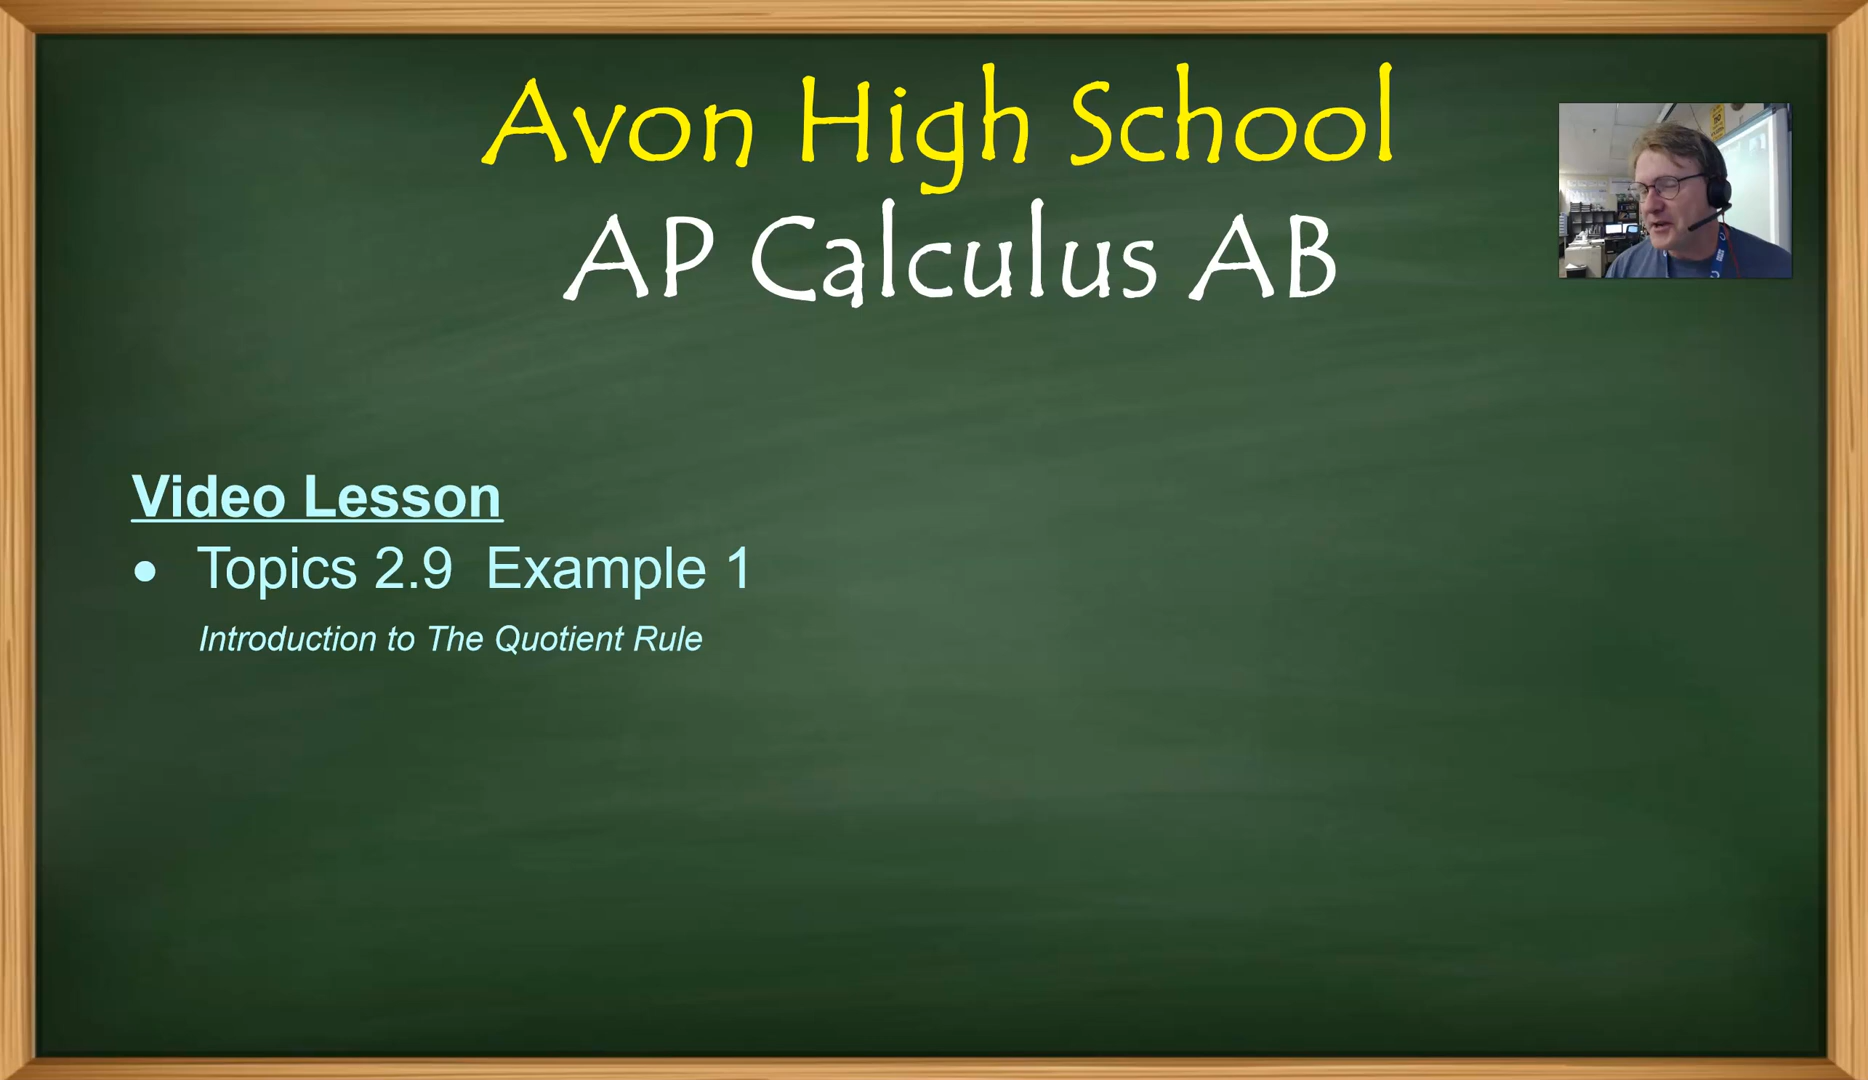 Avon High School
AP Calculus AB
Video Lesson
• Topics 2.9 Example 1
Introduction to The Quotient Rule